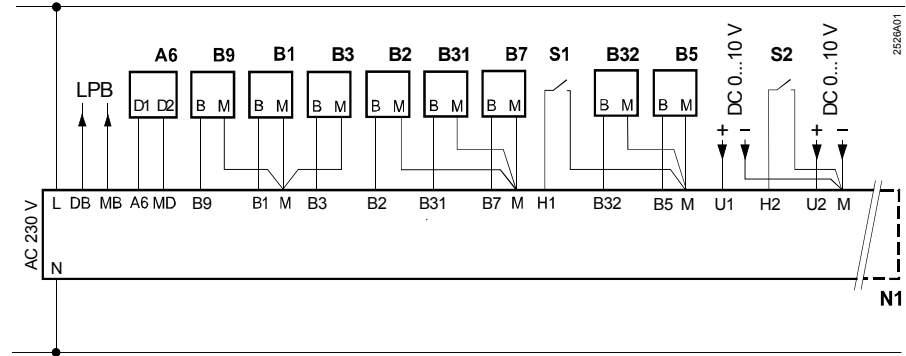 2526A01
A6 B9 B1 B3 B2 B31 B7 S1 B32 B5 DC 0...10 V S2 DC 0...10 V
LPB
D1 D2 B M B M B M B M B M B M B M B M
+ − + −
L DB MB A6 MD B9 B1 M B3 B2 B31 B7 M H1 B32 B5 M U1 H2 U2 M
AC 230 V
N
N1